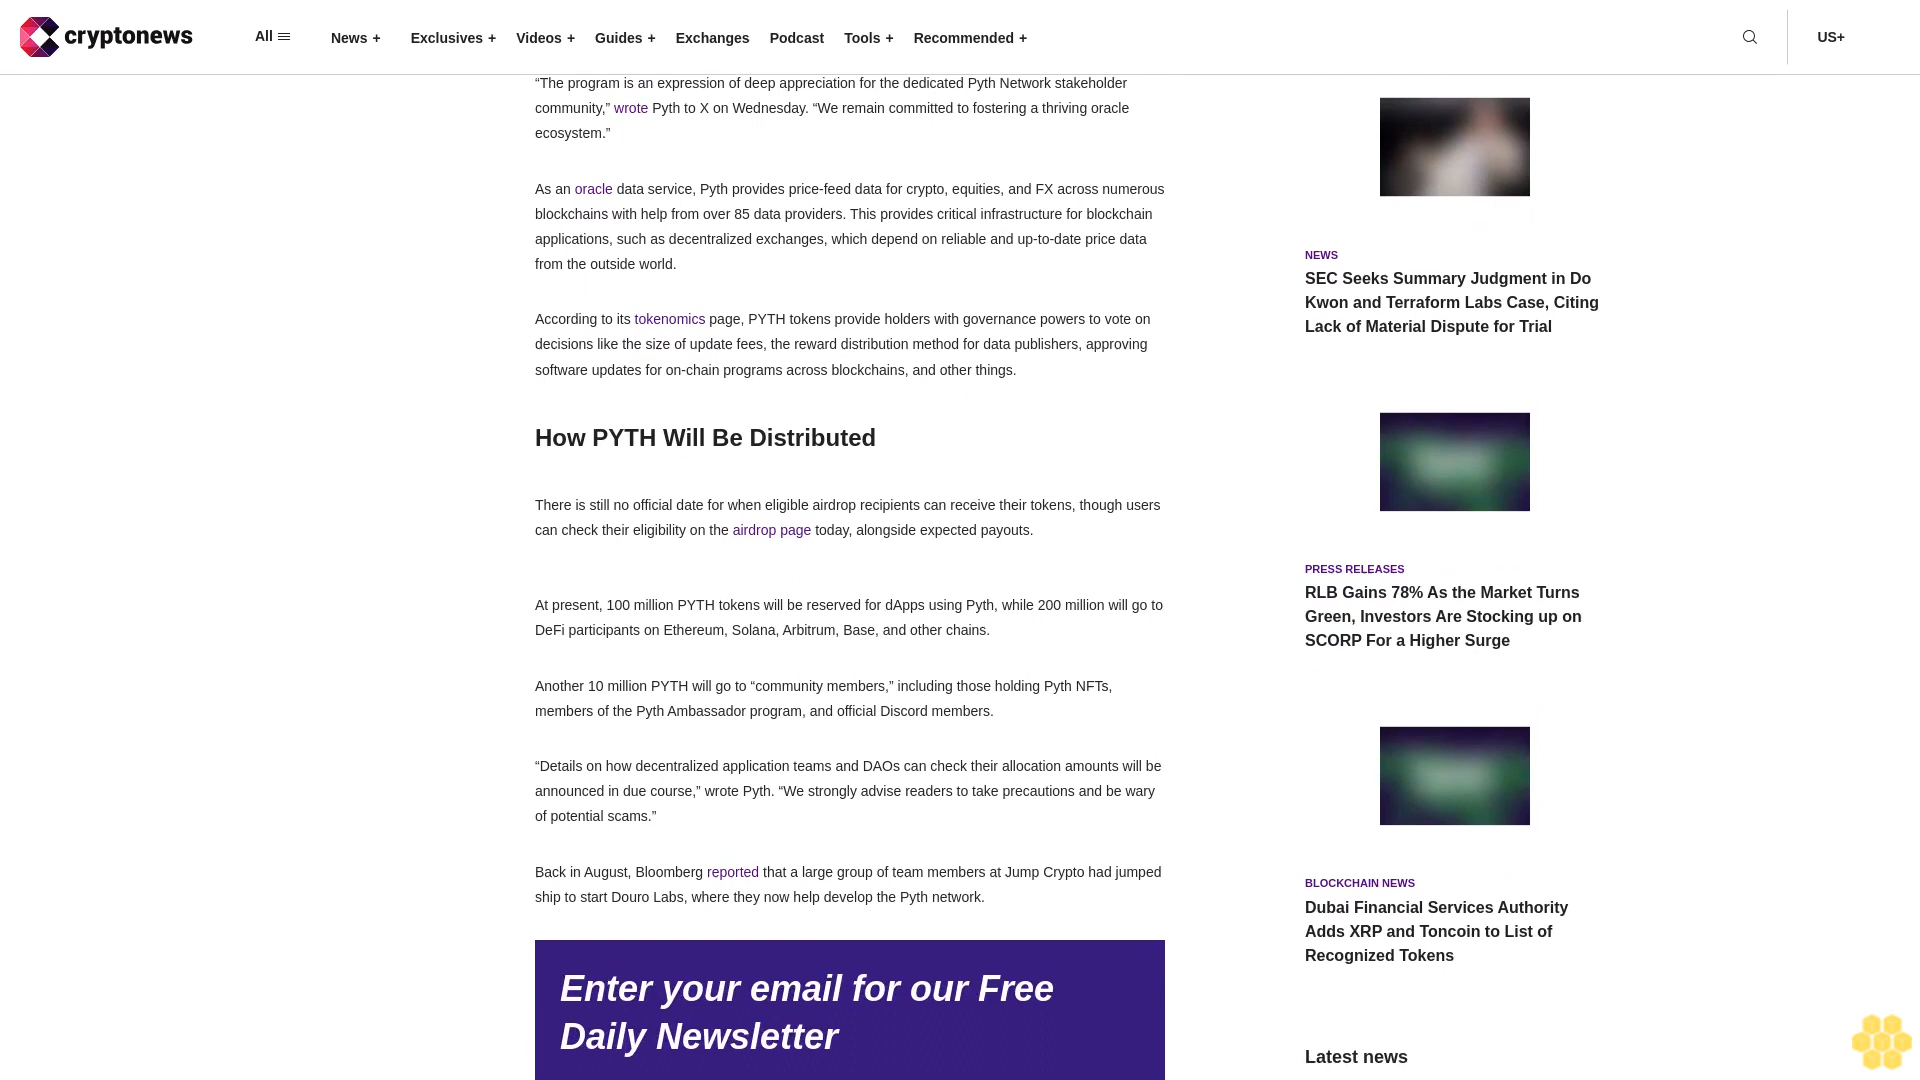 cryptonews
All
News +
Exclusives +
Videos +
Guides +
Exchanges
Podcast
Tools +
Recommended +
US+
“The program is an expression of deep appreciation for the dedicated Pyth Network stakeholder
community,” wrote Pyth to X on Wednesday. “We remain committed to fostering a thriving oracle
ecosystem.”
As an oracle data service, Pyth provides price-feed data for crypto, equities, and FX across numerous
blockchains with help from over 85 data providers. This provides critical infrastructure for blockchain
applications, such as decentralized exchanges, which depend on reliable and up-to-date price data
from the outside world.
According to its tokenomics page, PYTH tokens provide holders with governance powers to vote on
decisions like the size of update fees, the reward distribution method for data publishers, approving
software updates for on-chain programs across blockchains, and other things.
How PYTH Will Be Distributed
There is still no official date for when eligible airdrop recipients can receive their tokens, though users
can check their eligibility on the airdrop page today, alongside expected payouts.
At present, 100 million PYTH tokens will be reserved for dApps using Pyth, while 200 million will go to
DeFi participants on Ethereum, Solana, Arbitrum, Base, and other chains.
Another 10 million PYTH will go to “community members,” including those holding Pyth NFTs,
members of the Pyth Ambassador program, and official Discord members.
“Details on how decentralized application teams and DAOs can check their allocation amounts will be
announced in due course,” wrote Pyth. “We strongly advise readers to take precautions and be wary
of potential scams.”
Back in August, Bloomberg reported that a large group of team members at Jump Crypto had jumped
ship to start Douro Labs, where they now help develop the Pyth network.
Enter your email for our Free
Daily Newsletter
NEWS
SEC Seeks Summary Judgment in Do
Kwon and Terraform Labs Case, Citing
Lack of Material Dispute for Trial
PRESS RELEASES
RLB Gains 78% As the Market Turns
Green, Investors Are Stocking up on
SCORP For a Higher Surge
BLOCKCHAIN NEWS
Dubai Financial Services Authority
Adds XRP and Toncoin to List of
Recognized Tokens
Latest news